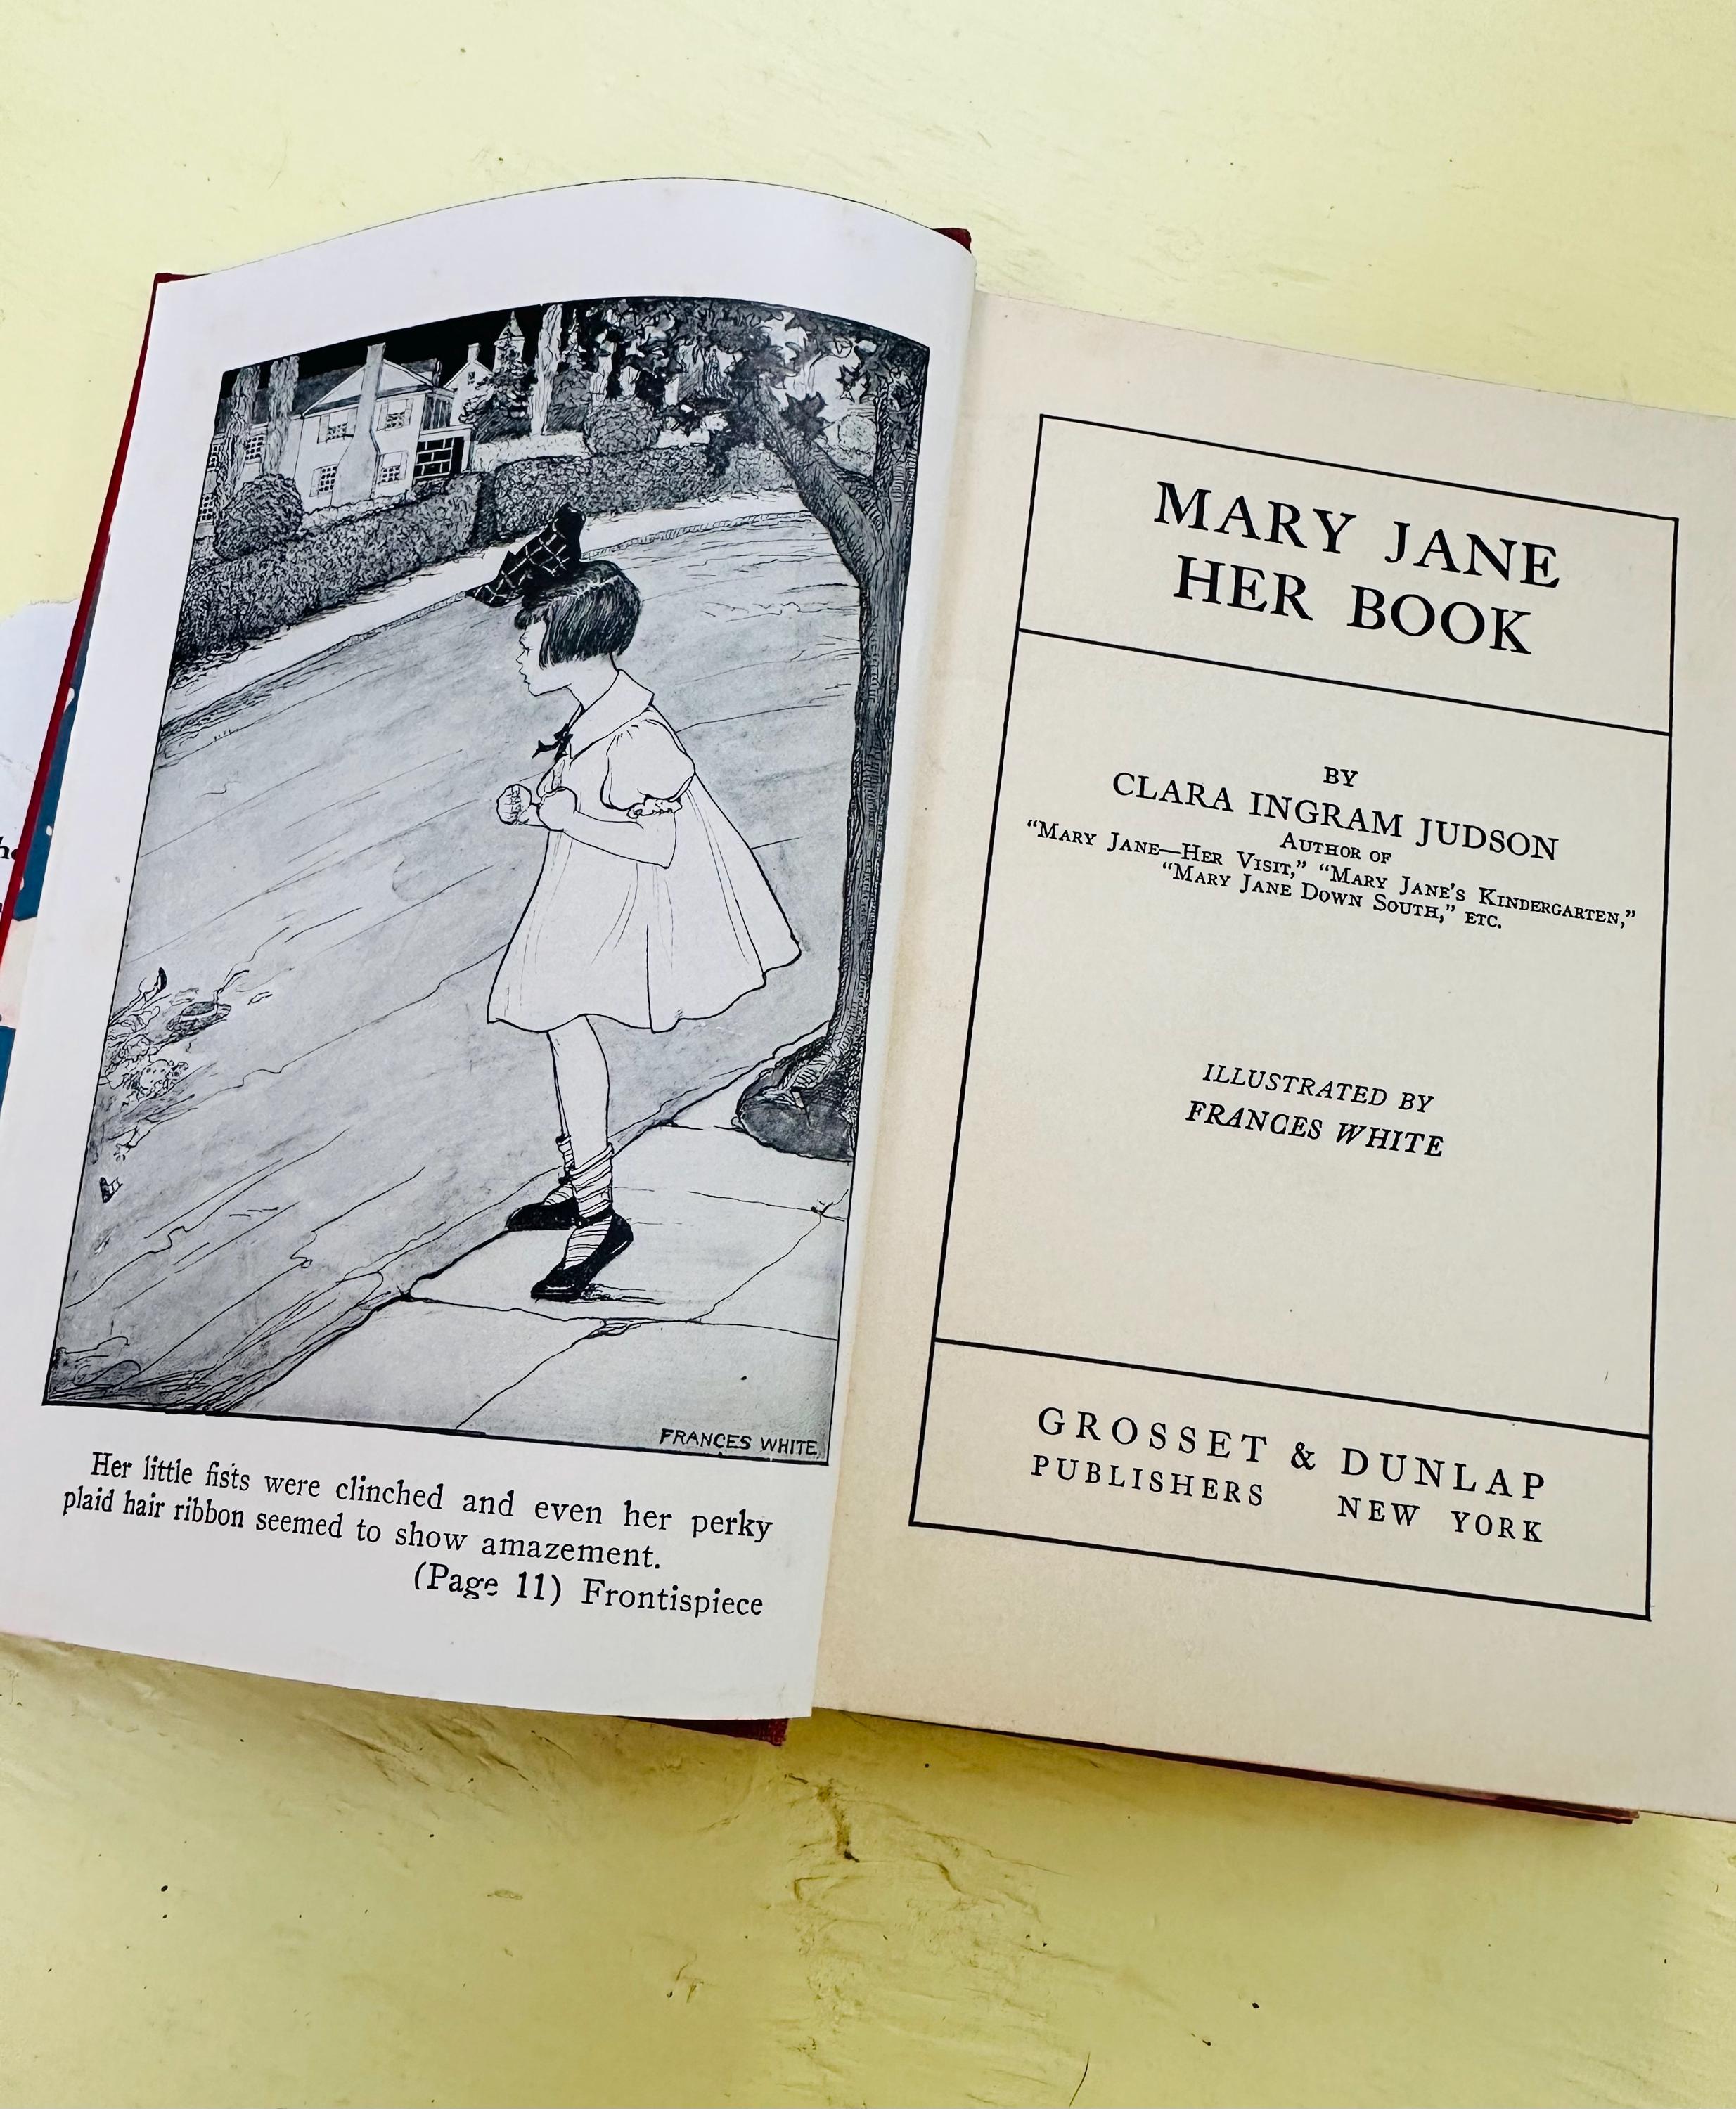 FRANCES WHITE
Her little fists were clinched and even her perky
plaid hair ribbon seemed to show amazement.
(Page 11) Frontispiece
MARY JANE
HER BOOK
BY
CLARA INGRAM JUDSON
AUTHOR OF
“MARY JANE—HER VISIT,” “MARY JANE’S KINDERGARTEN,”
“MARY JANE DOWN SOUTH,” ETC.
ILLUSTRATED BY
FRANCES WHITE
GROSSET & DUNLAP
PUBLISHERS NEW YORK